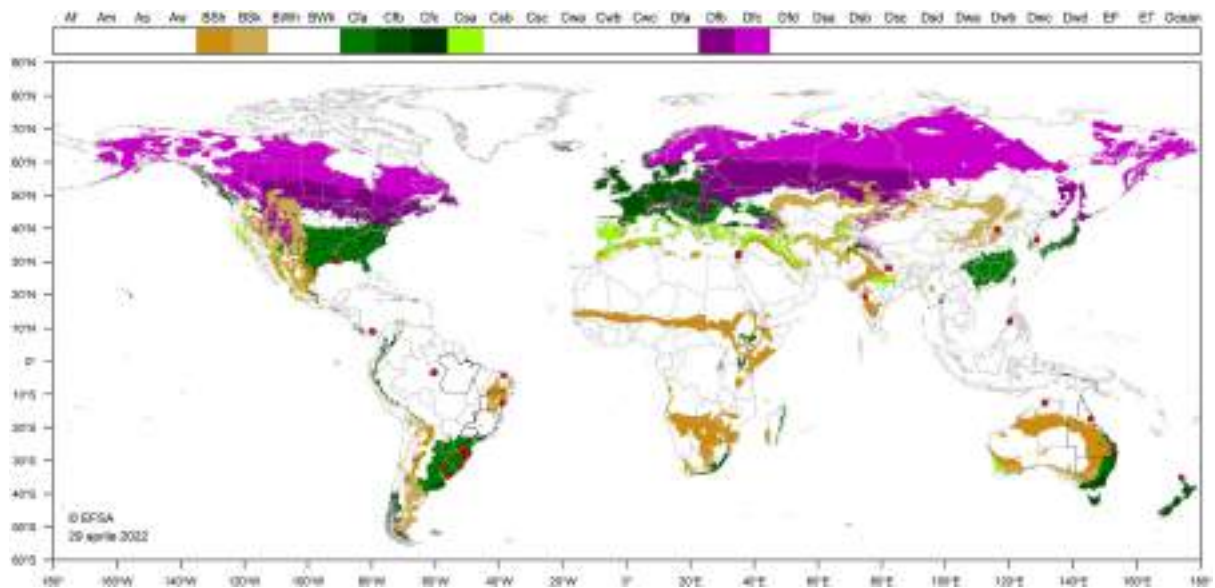 Af Am As Aw BSh BSk BWh BWk Cfa Cfb Cfc Csa Csb Csc Cwa Cwb Cwc Dfa Dfb Dfc Dfd Dsa Dsb Dsc Dsd Dwa Dwb Dwc Dwd EF ET Ocean
80°N
70°N
60°N
50°N
40°N
30°N
20°N
10°N
0°
10°S
20°S
30°S
40°S
50°S
60°S
© EFSA
29 aprile 2022
180° 160°W 140°W 120°W 100°W 80°W 60°W 40°W 20°W 0° 20°E 40°E 60°E 80°E 100°E 120°E 140°E 160°E 180°